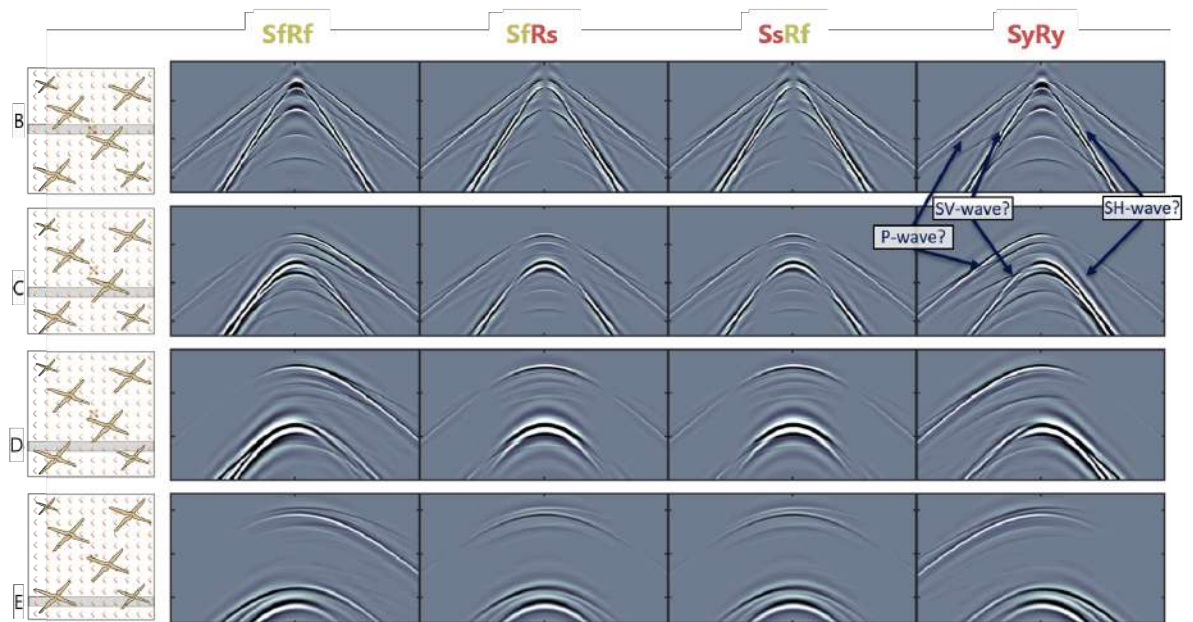 SfRf SfRs SsRf SyRy
B
SV-wave? SH-wave?
P-wave?
C
D
E